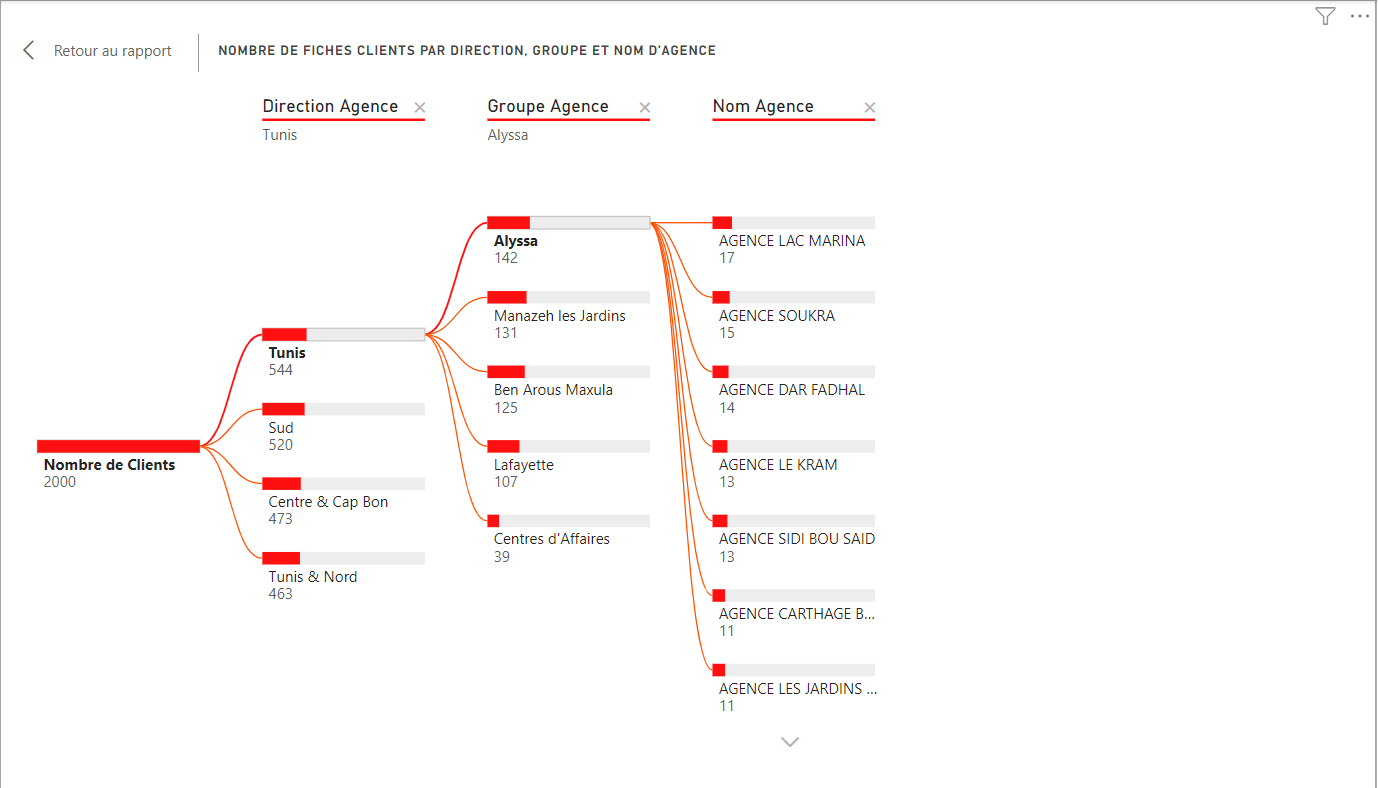 Retour au rapport
NOMBRE DE FICHES CLIENTS PAR DIRECTION, GROUPE ET NOM D'AGENCE
Direction Agence
Tunis
Groupe Agence
Alyssa
Nom Agence
Nombre de Clients
2000
Tunis
544
Sud
520
Centre & Cap Bon
473
Tunis & Nord
463
Alyssa
142
Manazeh les Jardins
131
Ben Arous Maxula
125
Lafayette
107
Centres d'Affaires
39
AGENCE LAC MARINA
17
AGENCE SOUKRA
15
AGENCE DAR FADHAL
14
AGENCE LE KRAM
13
AGENCE SIDI BOU SAID
13
AGENCE CARTHAGE B...
11
AGENCE LES JARDINS ...
11